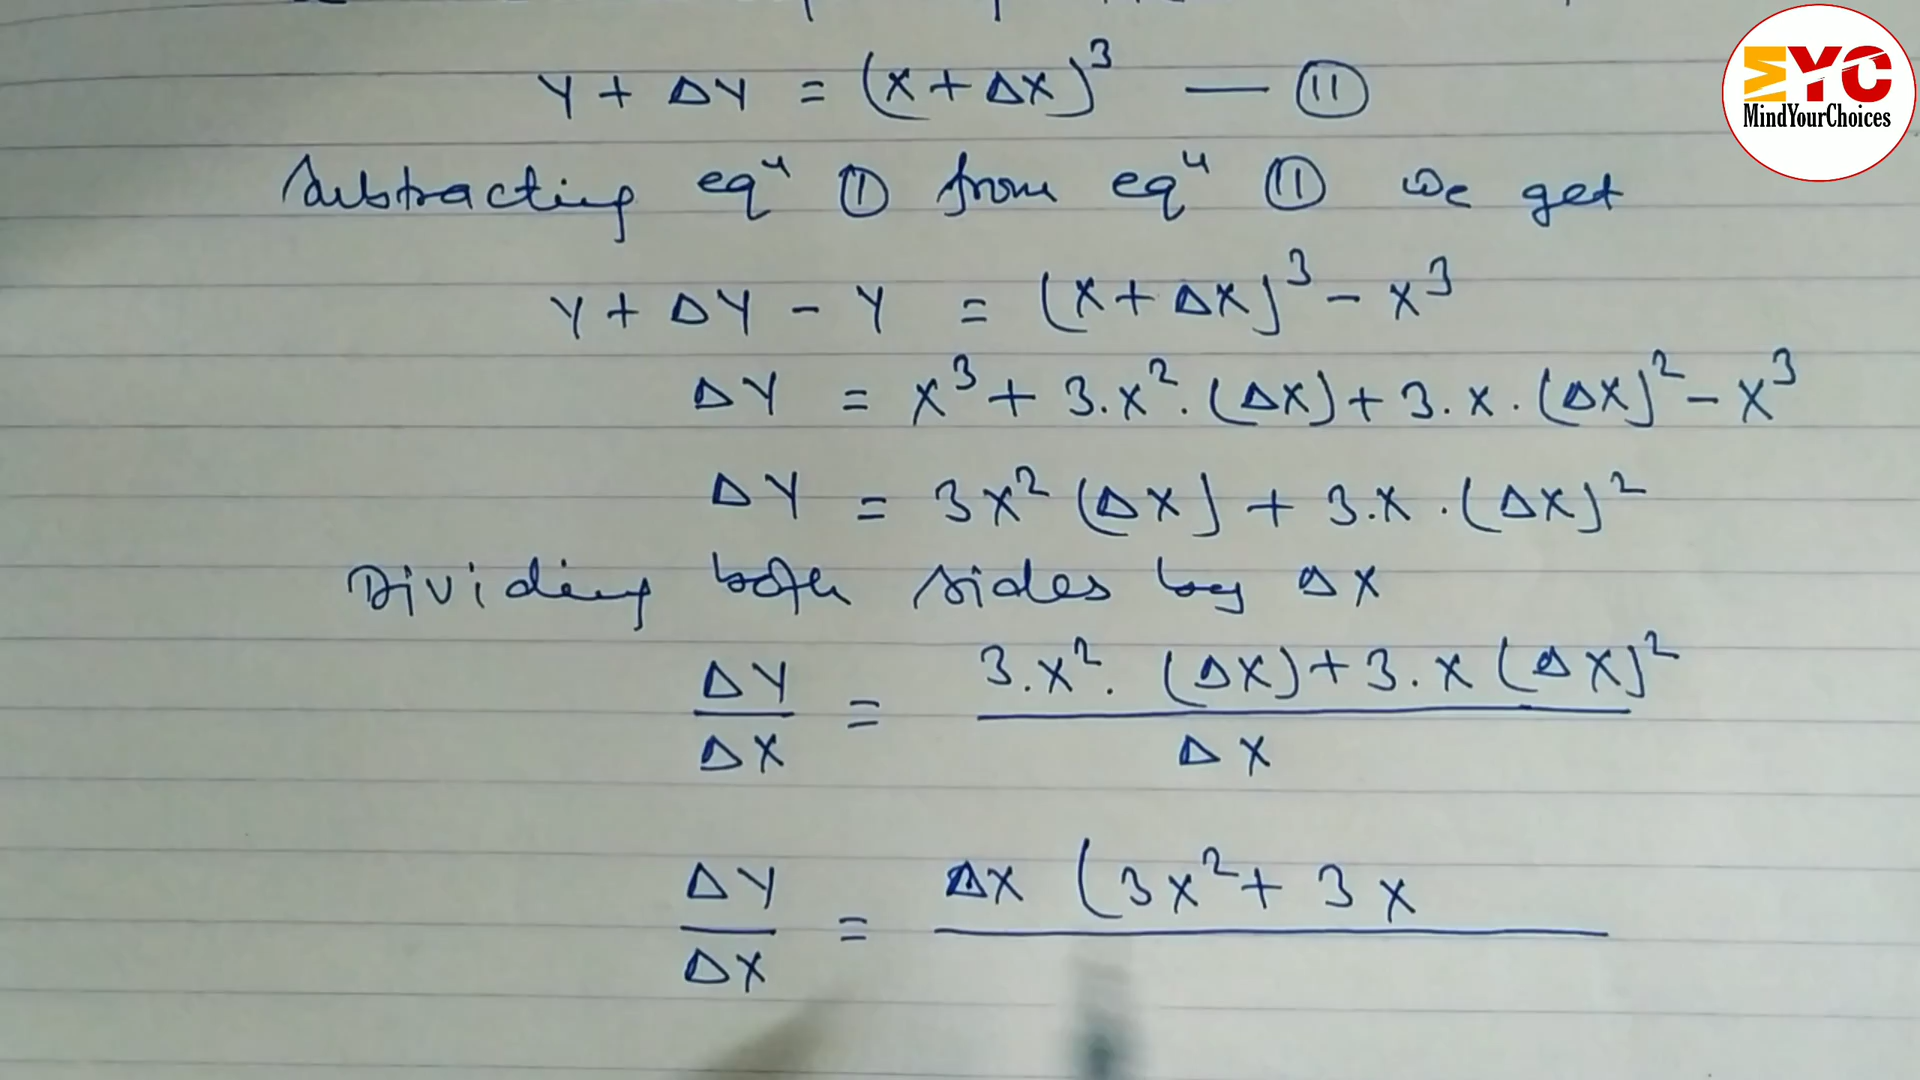 Y + ΔY = (X + ΔX)³ — (II)
Subtracting eqⁿ (I) from eqⁿ (II) we get
Y + ΔY - Y = (X + ΔX)³ - X³
ΔY = X³ + 3.X².(ΔX) + 3.X.(ΔX)² - X³
ΔY = 3X²(ΔX) + 3.X.(ΔX)²
Dividing both sides by ΔX
ΔY/ΔX = 3.X².(ΔX) + 3.X(ΔX)²/ΔX
ΔY/ΔX = ΔX (3X² + 3X
MYC
MindYourChoices